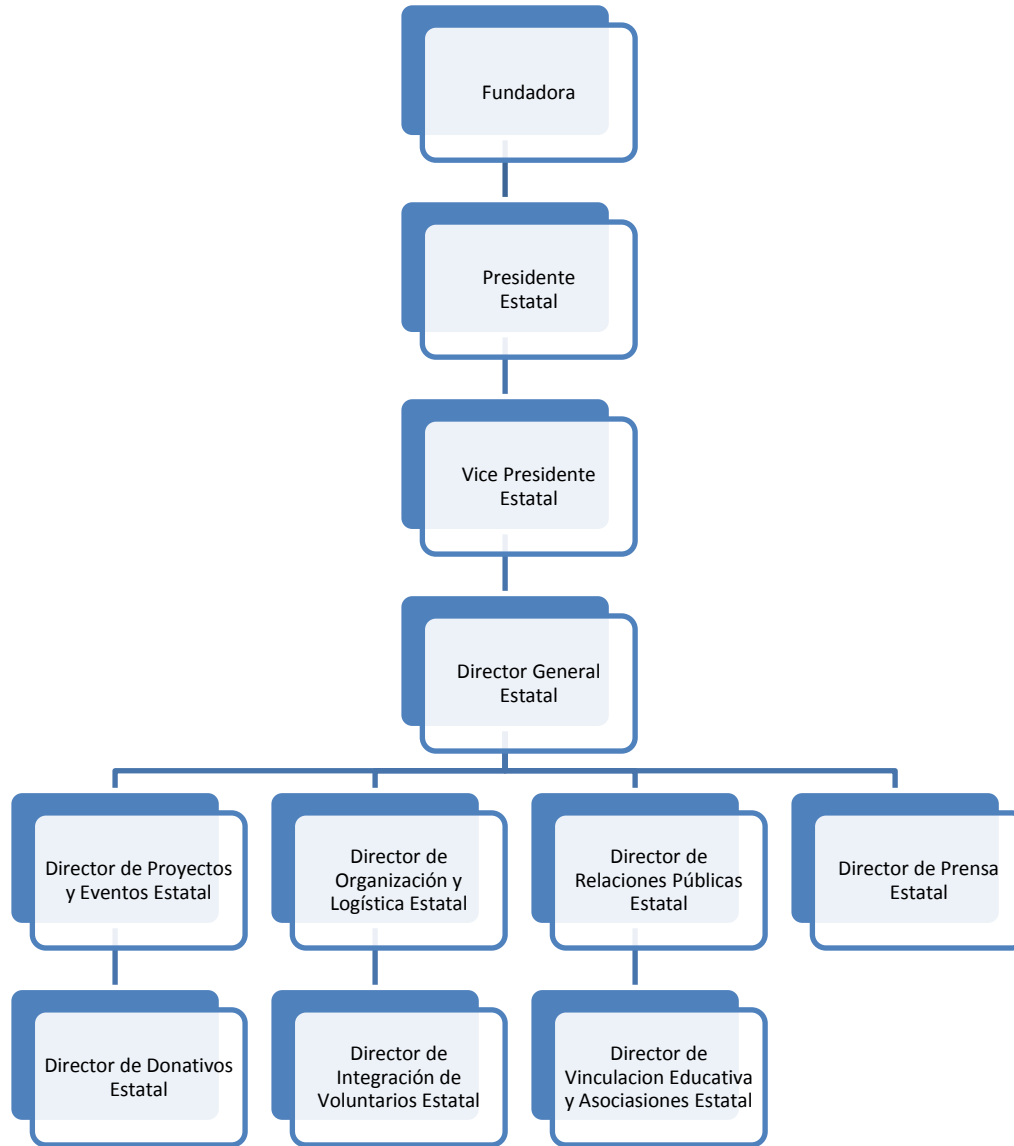 Fundadora
Presidente
Estatal
Vice Presidente
Estatal
Director General
Estatal
Director de Proyectos
y Eventos Estatal
Director de
Organización y
Logística Estatal
Director de
Relaciones Públicas
Estatal
Director de Prensa
Estatal
Director de Donativos
Estatal
Director de
Integración de
Voluntarios Estatal
Director de
Vinculacion Educativa
y Asociasiones Estatal